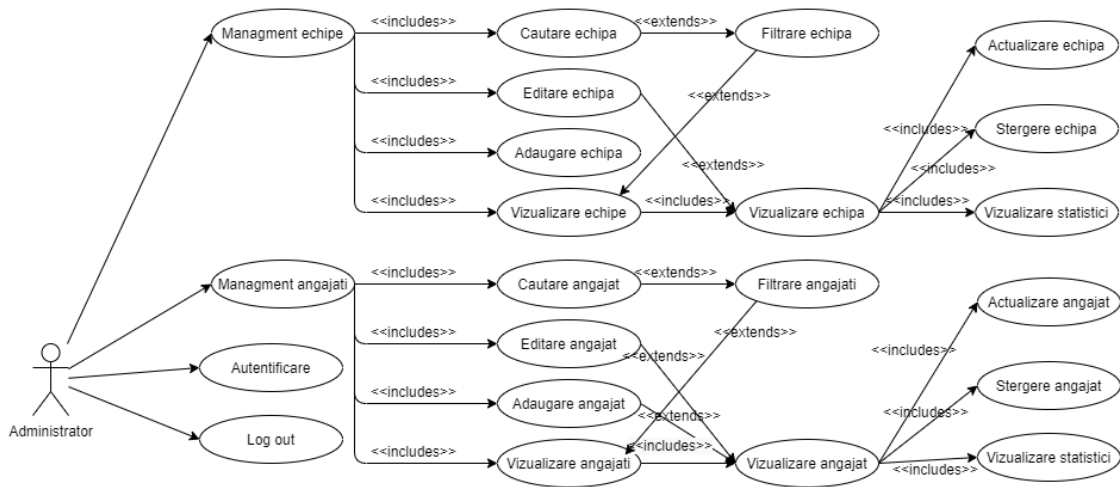 Managment echipe
<<includes>>
Cautare echipa
<<extends>>
Filtrare echipa
Actualizare echipa
<<includes>>
Editare echipa
<<extends>>
<<includes>>
Stergere echipa
<<includes>>
Adaugare echipa
<<extends>>
<<includes>>
<<includes>>
Vizualizare echipe
<<includes>>
Vizualizare echipa
<<includes>>
Vizualizare statistici
Managment angajati
<<includes>>
Cautare angajat
<<extends>>
Filtrare angajati
Actualizare angajat
<<includes>>
Editare angajat
<<extends>>
<<extends>>
<<includes>>
Autentificare
Stergere angajat
<<includes>>
Adaugare angajat
<<extends>>
<<includes>>
Administrator
Log out
<<includes>>
Vizualizare angajati
<<includes>>
Vizualizare angajat
<<includes>>
Vizualizare statistici